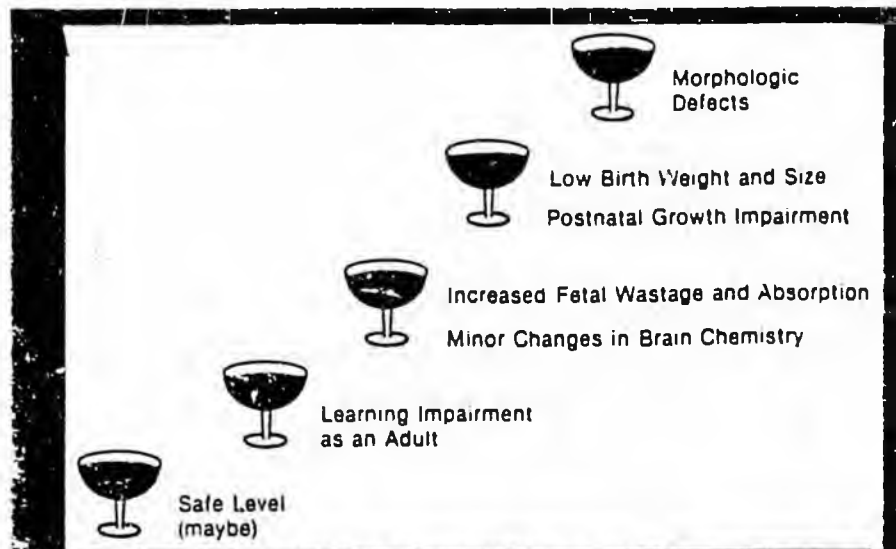 Morphologic
Defects
Low Birth Weight and Size
Postnatal Growth Impairment
Increased Fetal Wastage and Absorption
Minor Changes in Brain Chemistry
Learning Impairment
as an Adult
Safe Level
(maybe)